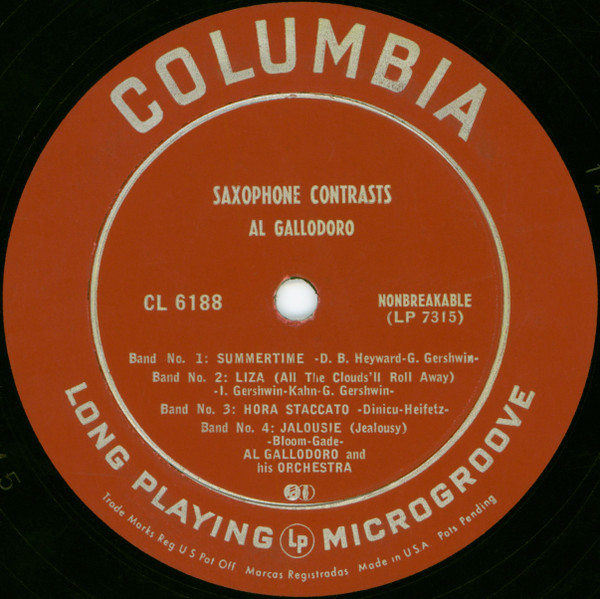 COLUMBIA
SAXOPHONE CONTRASTS
AL GALLODORO
CL 6188
NONBREAKABLE
(LP 7315)
Band No. 1: SUMMERTIME -D. B. Heyward-G. Gershwin-
Band No. 2: LIZA (All The Clouds'll Roll Away)
-I. Gershwin-Kahn-G. Gershwin-
Band No. 3: HORA STACCATO -Dinicu-Heifetz-
Band No. 4: JALOUSIE (Jealousy)
-Bloom-Gade-
AL GALLODORO and
his ORCHESTRA
LONG PLAYING LP MICROGROOVE
Trade Marks Reg U S Pat Off Marcas Registradas Made in U.S.A. Pats Pending